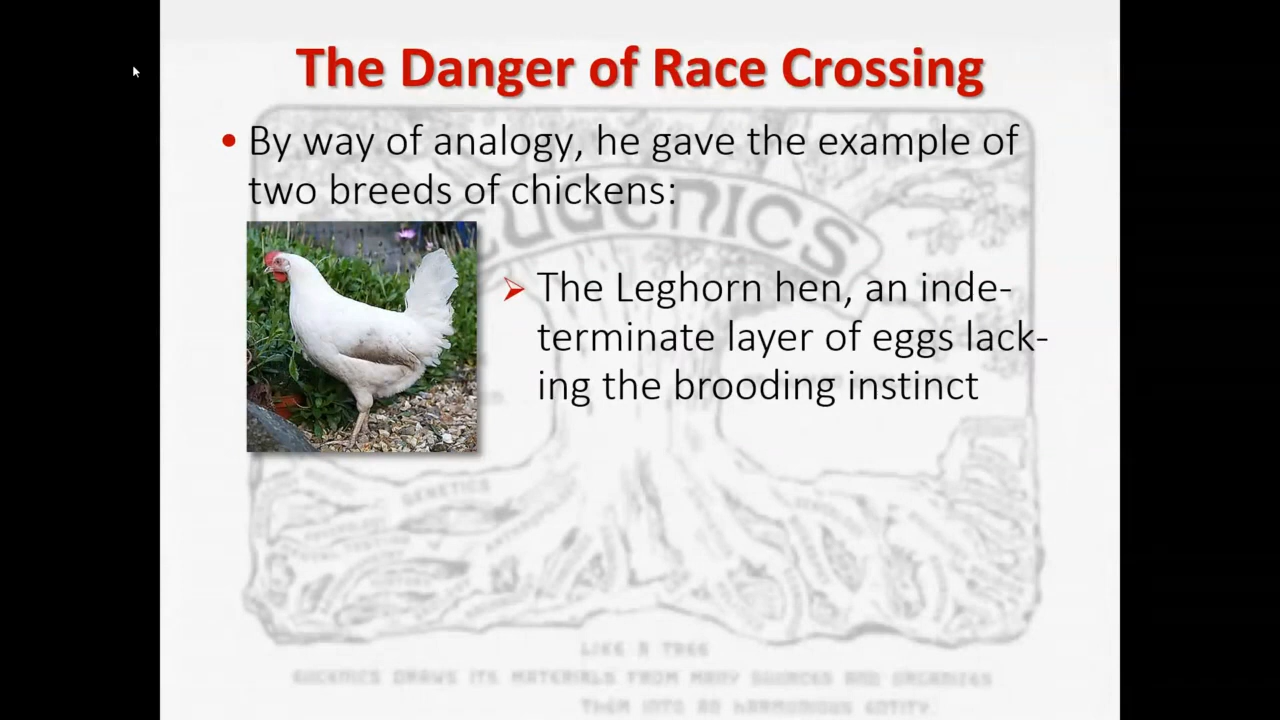 The Danger of Race Crossing
• By way of analogy, he gave the example of
two breeds of chickens:
EUGENICS
➢ The Leghorn hen, an inde-
terminate layer of eggs lack-
ing the brooding instinct
GENETICS
LIKE A TREE
EUGENICS DRAWS ITS MATERIALS FROM MANY SOURCES AND ORGANIZES
THEM INTO AN HARMONIOUS ENTITY.